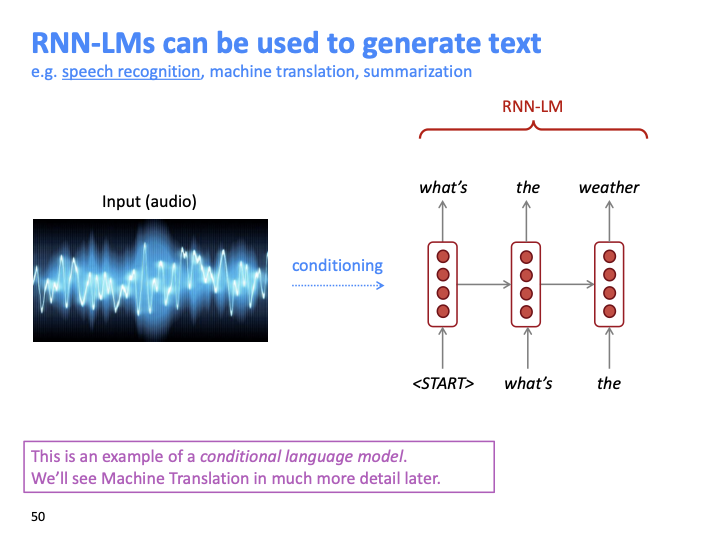 RNN-LMs can be used to generate text
e.g. speech recognition, machine translation, summarization
RNN-LM
what's the weather
Input (audio)
conditioning
<START> what's the
This is an example of a conditional language model.
We'll see Machine Translation in much more detail later.
50